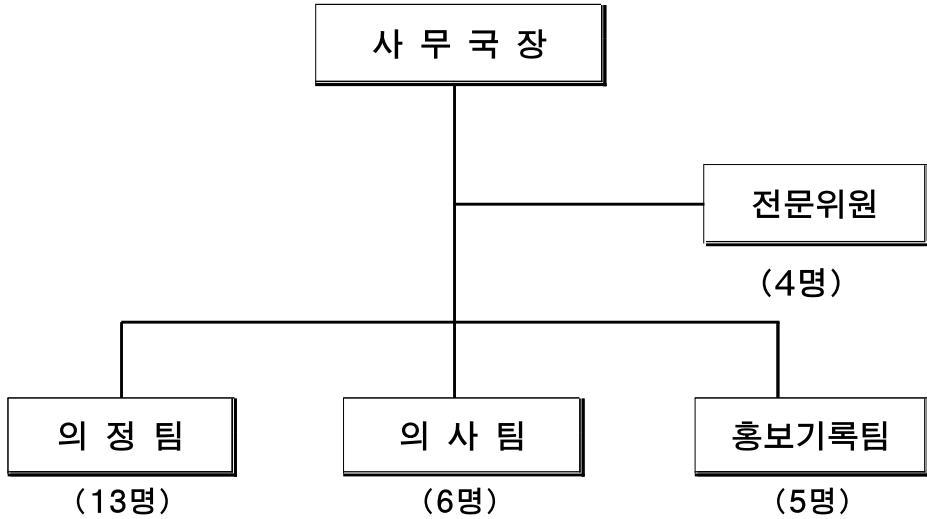 사 무 국 장
전문위원
(4명)
의 정 팀
의 사 팀
홍보기록팀
(13명)
(6명)
(5명)